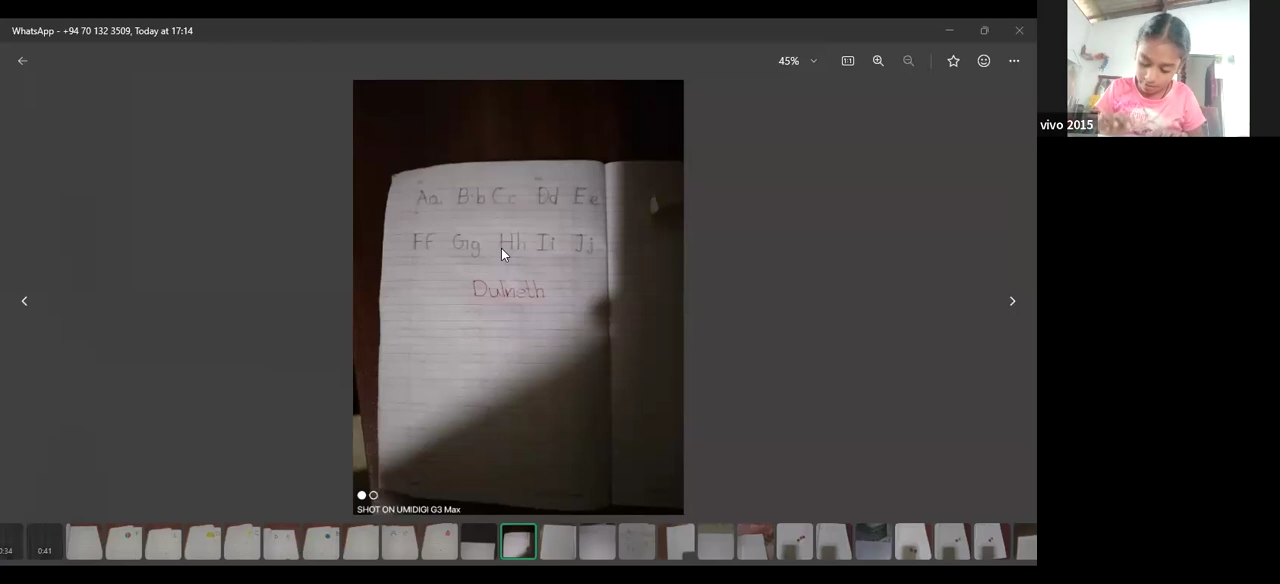 WhatsApp - +94 70 132 3509, Today at 17:14
45%
vivo 2015
Aa Bb Cc Dd Ee
FF Gg Hh Ii Jj
Dulneth
SHOT ON UMIDIGI G3 Max
0:34
0:41